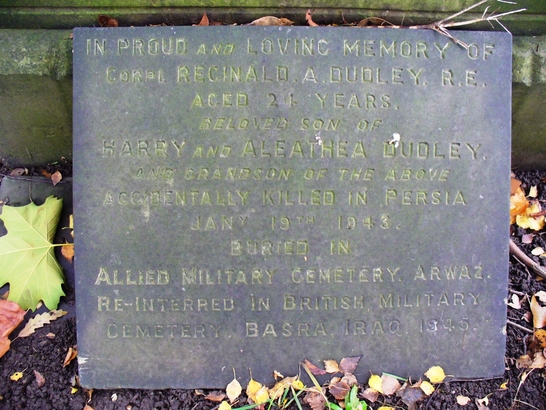 IN PROUD AND LOVING MEMORY OF
CORPL REGINALD. A. DUDLEY, R.E.
AGED 24 YEARS.
BELOVED SON OF
HARRY AND ALEATHEA DUDLEY,
AND GRANDSON OF THE ABOVE
ACCIDENTALLY KILLED IN PERSIA
JANY 19TH 1943.
BURIED IN
ALLIED MILITARY CEMETERY, ARWAZ.
RE-INTERRED IN BRITISH MILITARY
CEMETERY, BASRA, IRAQ, 1945.